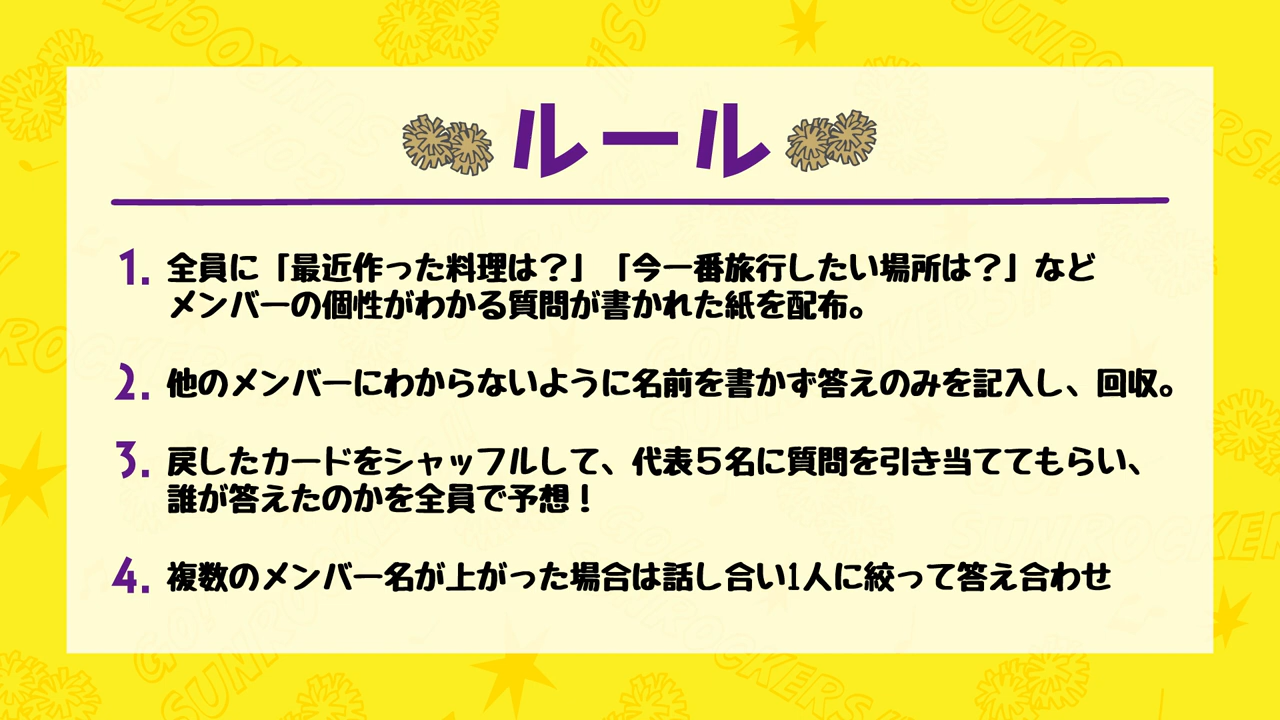 ルール
1. 全員に「最近作った料理は？」「今一番旅行したい場所は？」など
メンバーの個性がわかる質問が書かれた紙を配布。
2. 他のメンバーにわからないように名前を書かず答えのみを記入し、回収。
3. 戻したカードをシャッフルして、代表５名に質問を引き当ててもらい、
誰が答えたのかを全員で予想！
4. 複数のメンバー名が上がった場合は話し合い1人に絞って答え合わせ
GO!
SUNROCKERS!!